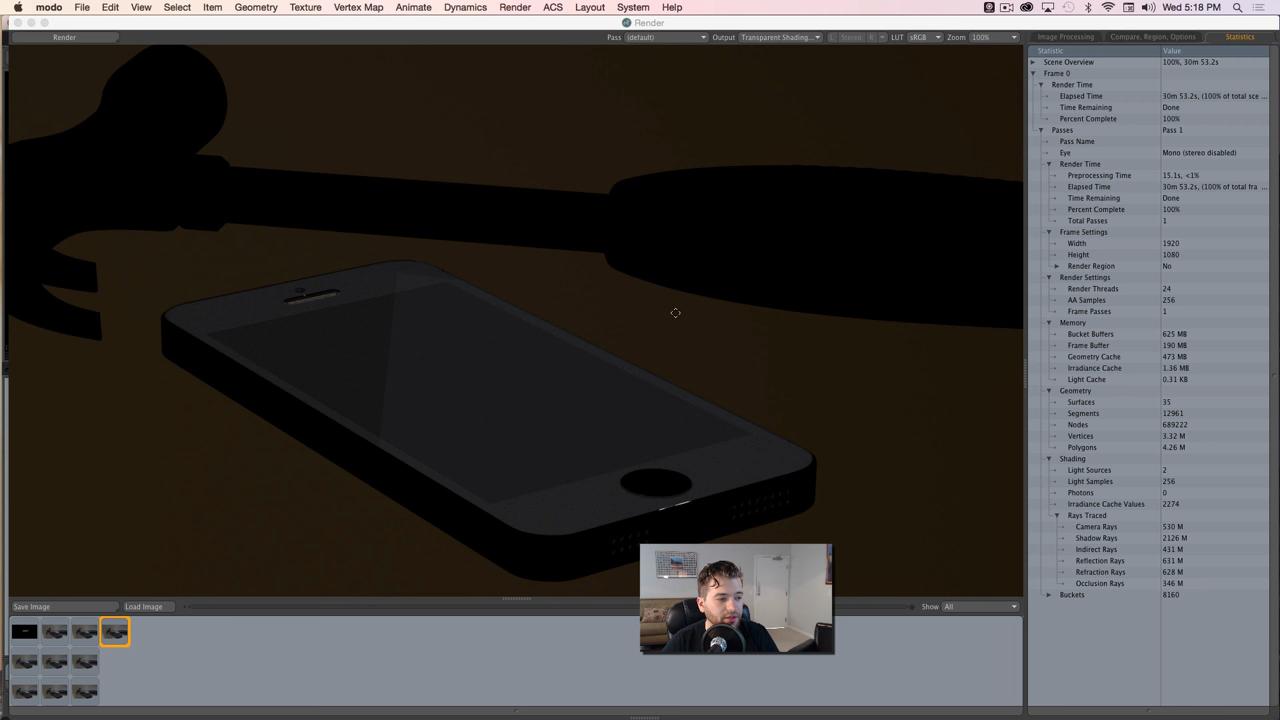 modo File Edit View Select Item Geometry Texture Vertex Map Animate Dynamics Render ACS Layout System Help Wed 5:18 PM
Render
Render Pass (default) Output Transparent Shading... L Stereo R LUT sRGB Zoom 100% Image Processing Compare, Region, Options Statistics
Statistic Value
Scene Overview 100%, 30m 53.2s
Frame 0
Render Time
Elapsed Time 30m 53.2s, (100% of total sce ...
Time Remaining Done
Percent Complete 100%
Passes Pass 1
Pass Name
Eye Mono (stereo disabled)
Render Time
Preprocessing Time 15.1s, <1%
Elapsed Time 30m 53.2s, (100% of total fra ...
Time Remaining Done
Percent Complete 100%
Total Passes 1
Frame Settings
Width 1920
Height 1080
Render Region No
Render Settings
Render Threads 24
AA Samples 256
Frame Passes 1
Memory
Bucket Buffers 625 MB
Frame Buffer 190 MB
Geometry Cache 473 MB
Irradiance Cache 1.36 MB
Light Cache 0.31 KB
Geometry
Surfaces 35
Segments 12961
Nodes 689222
Vertices 3.32 M
Polygons 4.26 M
Shading
Light Sources 2
Light Samples 256
Photons 0
Irradiance Cache Values 2274
Rays Traced
Camera Rays 530 M
Shadow Rays 2126 M
Indirect Rays 431 M
Reflection Rays 631 M
Refraction Rays 628 M
Occlusion Rays 346 M
Buckets 8160
Save Image Load Image Show All